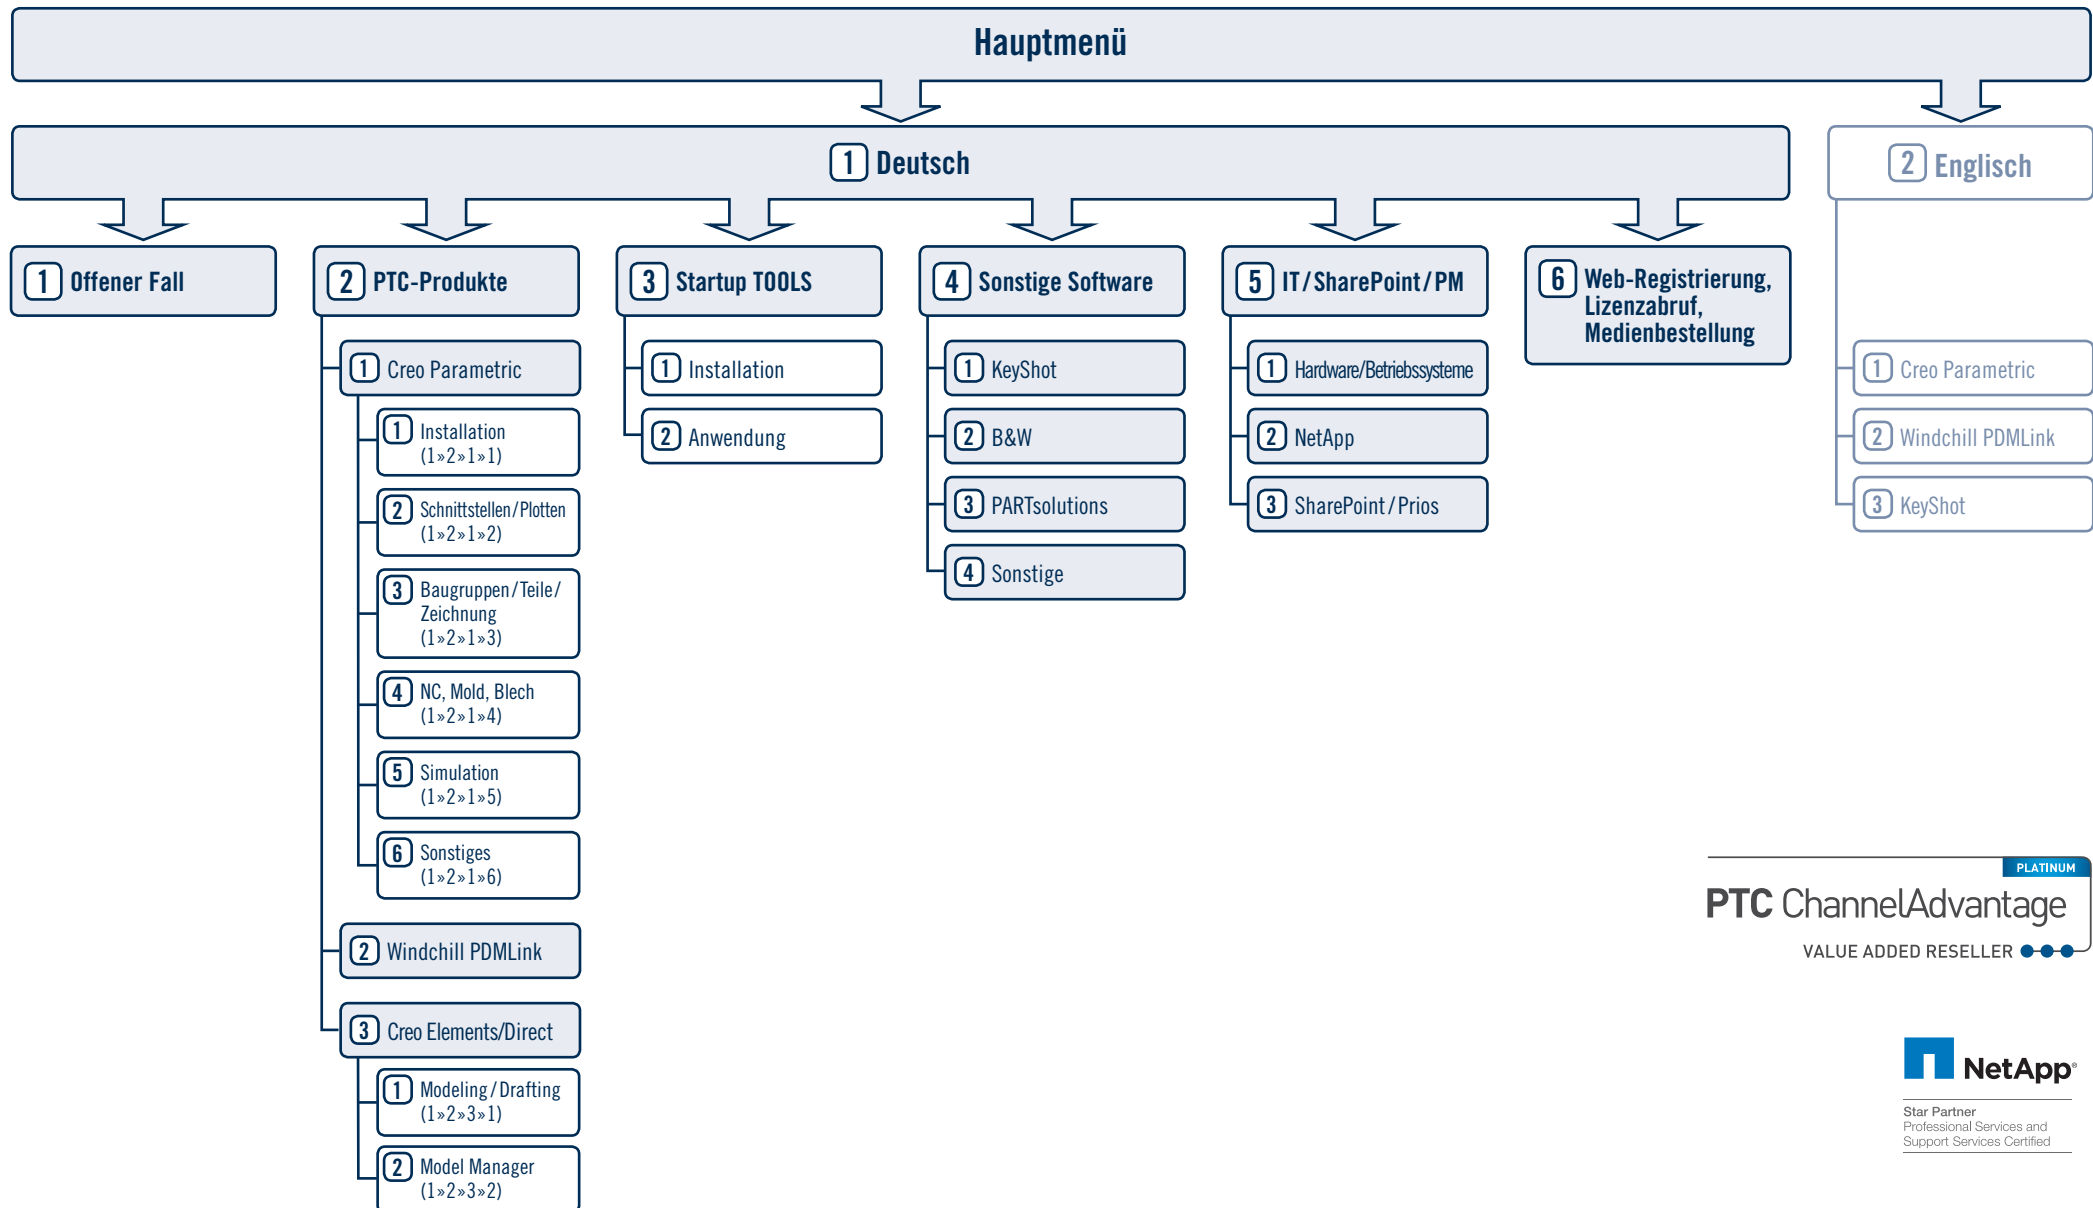 Hauptmenü
1 Deutsch
2 Englisch
1 Offener Fall
2 PTC-Produkte
1 Creo Parametric
1 Installation
(1»2»1»1)
2 Schnittstellen/Plotten
(1»2»1»2)
3 Baugruppen/Teile/
Zeichnung
(1»2»1»3)
4 NC, Mold, Blech
(1»2»1»4)
5 Simulation
(1»2»1»5)
6 Sonstiges
(1»2»1»6)
2 Windchill PDMLink
3 Creo Elements/Direct
1 Modeling/Drafting
(1»2»3»1)
2 Model Manager
(1»2»3»2)
3 Startup TOOLS
1 Installation
2 Anwendung
4 Sonstige Software
1 KeyShot
2 B&W
3 PARTsolutions
4 Sonstige
5 IT/SharePoint/PM
1 Hardware/Betriebssysteme
2 NetApp
3 SharePoint/Prios
6 Web-Registrierung,
Lizenzabruf,
Medienbestellung
1 Creo Parametric
2 Windchill PDMLink
3 KeyShot
PLATINUM
PTC ChannelAdvantage
VALUE ADDED RESELLER
NetApp®
Star Partner
Professional Services and
Support Services Certified